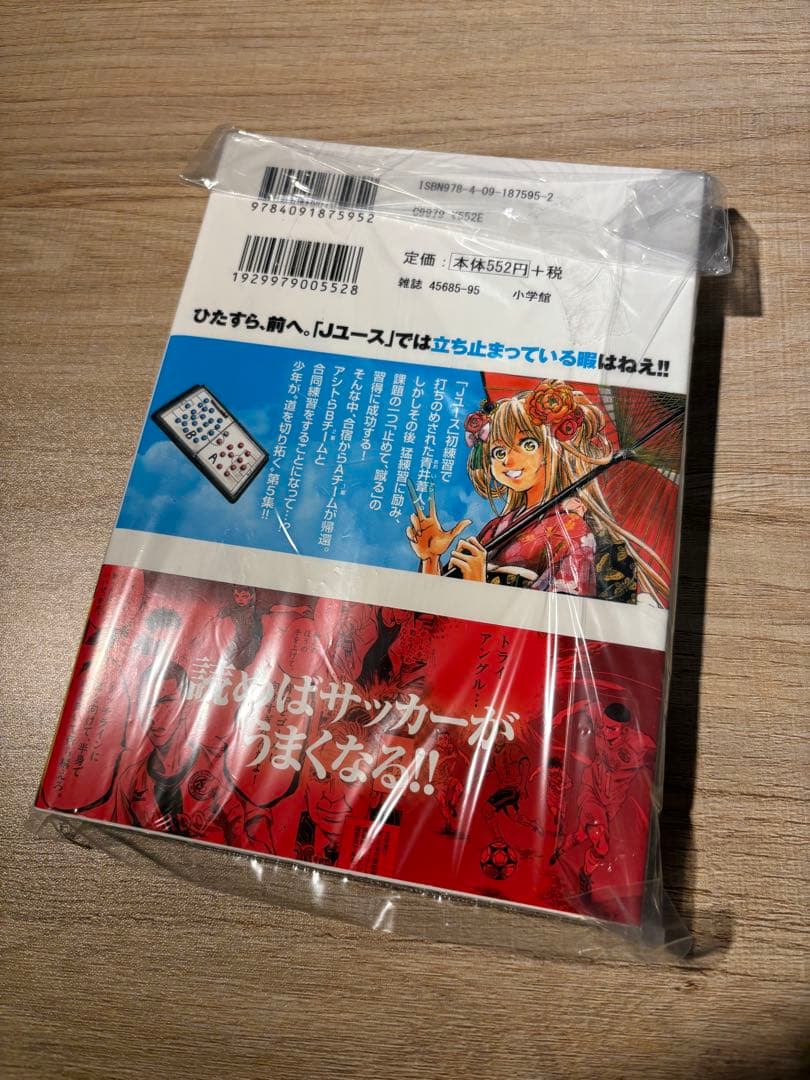 ISBN978-4-09-187595-2
9784091875952
C9979 ¥552E
定価:本体552円+税
1929979005528
雑誌 45685-95
小学館
ひたすら、前へ。「Jユース」では立ち止まっている暇はねえ!!
「Jユース」初練習で
打ちのめされた青井葦!
しかしその後 猛練習に励み、
課題の一つ“止めて、蹴る”の
習得に成功する!
そんな中、合宿からAチームが帰還。
アシトらBチームと
合同練習をすることになって…?
少年が。道を切り拓く。第5集!!
B
A
トライ
アングル…
読めばサッカーが
うまくなる!!